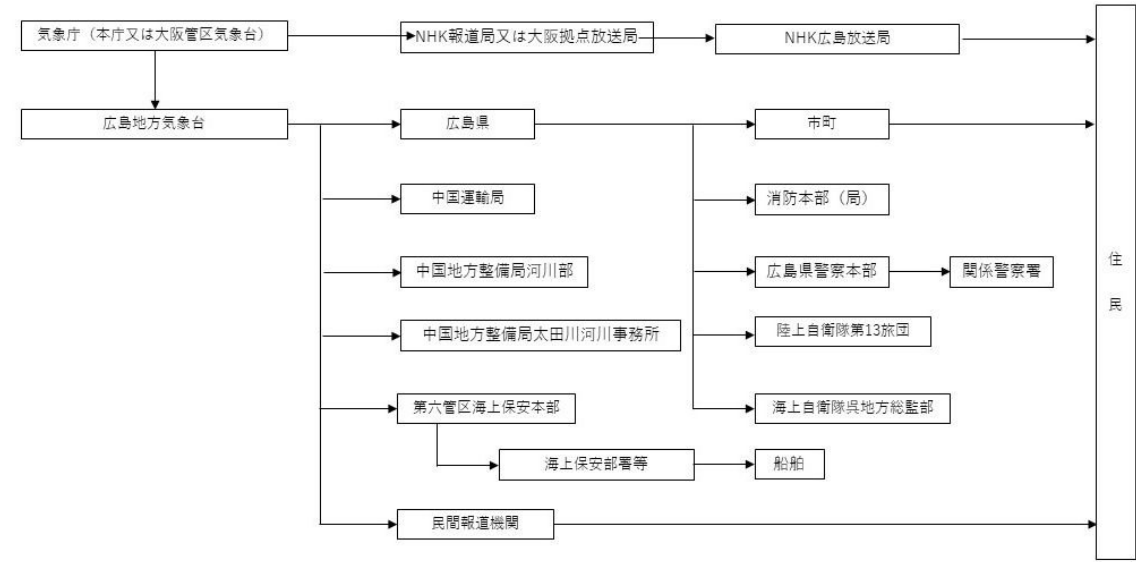 気象庁（本庁又は大阪管区気象台）
NHK報道局又は大阪拠点放送局
NHK広島放送局
広島地方気象台
広島県
市町
中国運輸局
消防本部（局）
中国地方整備局河川部
広島県警察本部
関係警察署
中国地方整備局太田川河川事務所
陸上自衛隊第13旅団
第六管区海上保安本部
海上自衛隊呉地方総監部
海上保安部署等
船舶
民間報道機関
住民